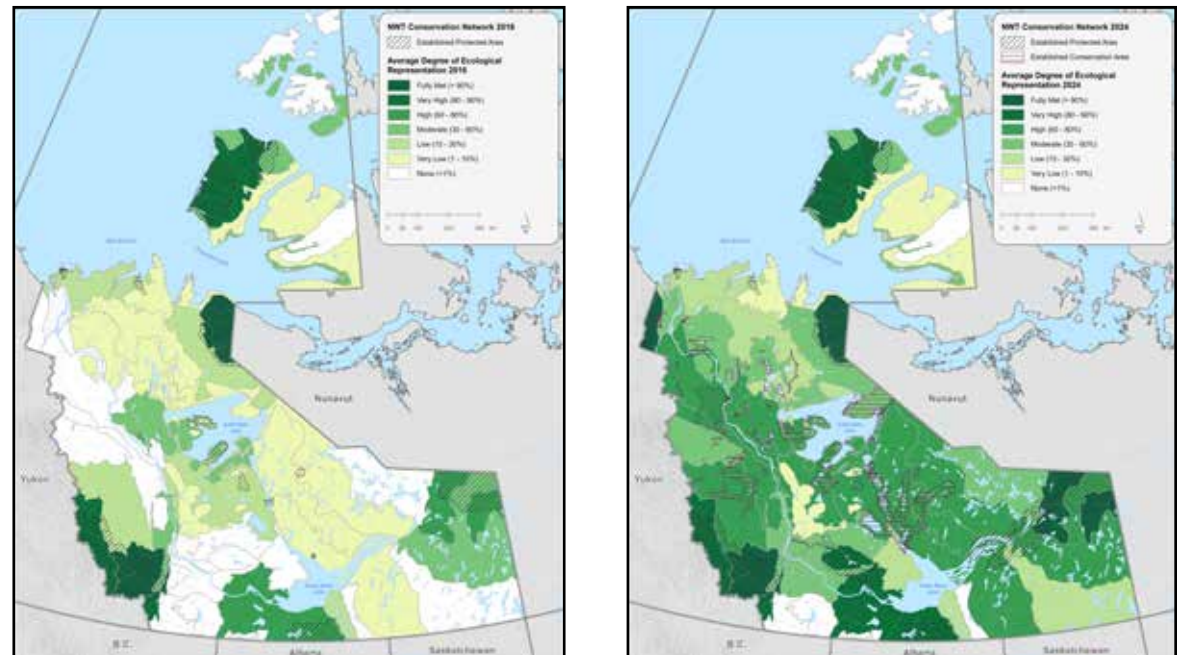 NWT Conservation Network 2016
Established Protected Area
Average Degree of Ecological
Representation 2016
Fully Met (> 90%)
Very High (80 - 90%)
High (60 - 80%)
Moderate (30 - 60%)
Low (10 - 30%)
Very Low (1 - 10%)
None (<1%)
Nunavut
Yukon
B.C.
Alberta
Saskatchewan
NWT Conservation Network 2024
Established Protected Area
Established Conservation Area
Average Degree of Ecological
Representation 2024
Fully Met (> 90%)
Very High (80 - 90%)
High (60 - 80%)
Moderate (30 - 60%)
Low (10 - 30%)
Very Low (1 - 10%)
None (<1%)
Nunavut
Yukon
B.C.
Alberta
Saskatchewan